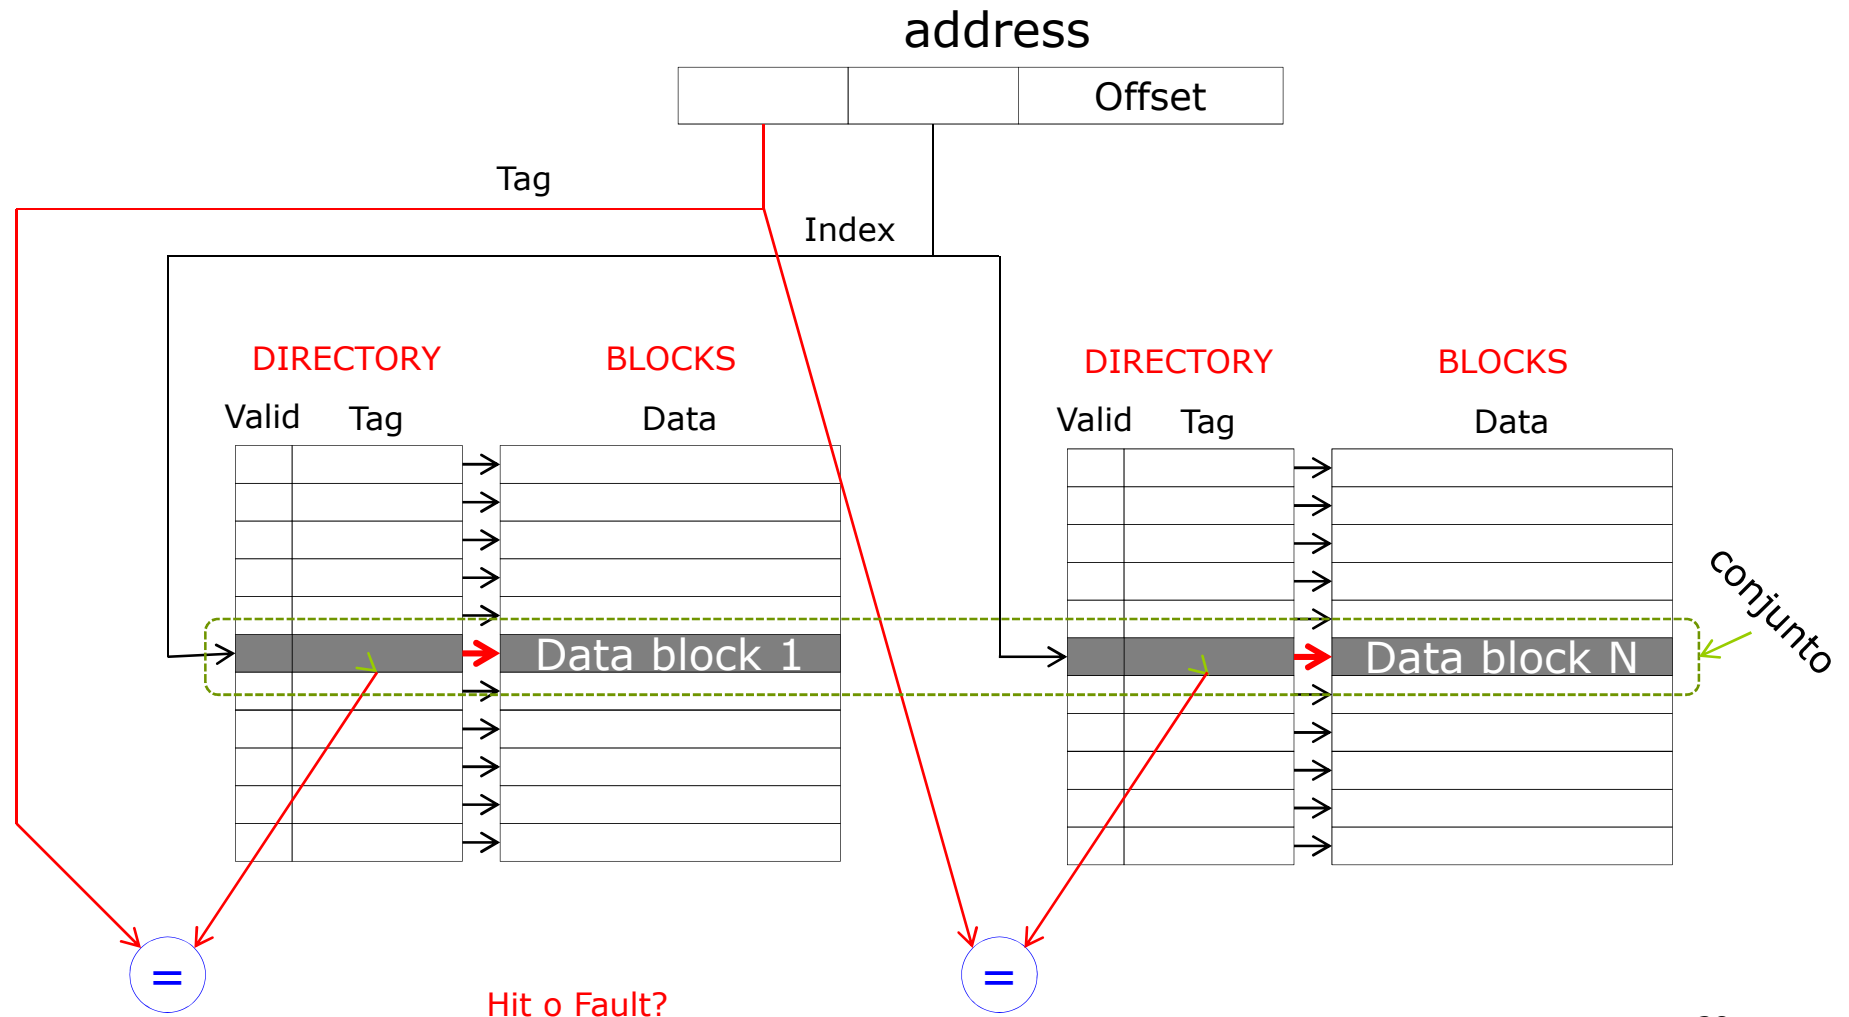 address
Offset
Tag
Index
DIRECTORY BLOCKS
Valid Tag Data
DIRECTORY BLOCKS
Valid Tag Data
conjunto
Data block 1
Data block N
=
=
Hit o Fault?